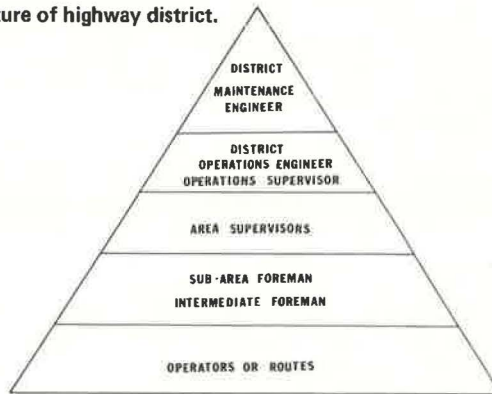 ture of highway district.
DISTRICT
MAINTENANCE
ENGINEER
DISTRICT
OPERATIONS ENGINEER
OPERATIONS SUPERVISOR
AREA SUPERVISORS
SUB-AREA FOREMAN
INTERMEDIATE FOREMAN
OPERATORS OR ROUTES